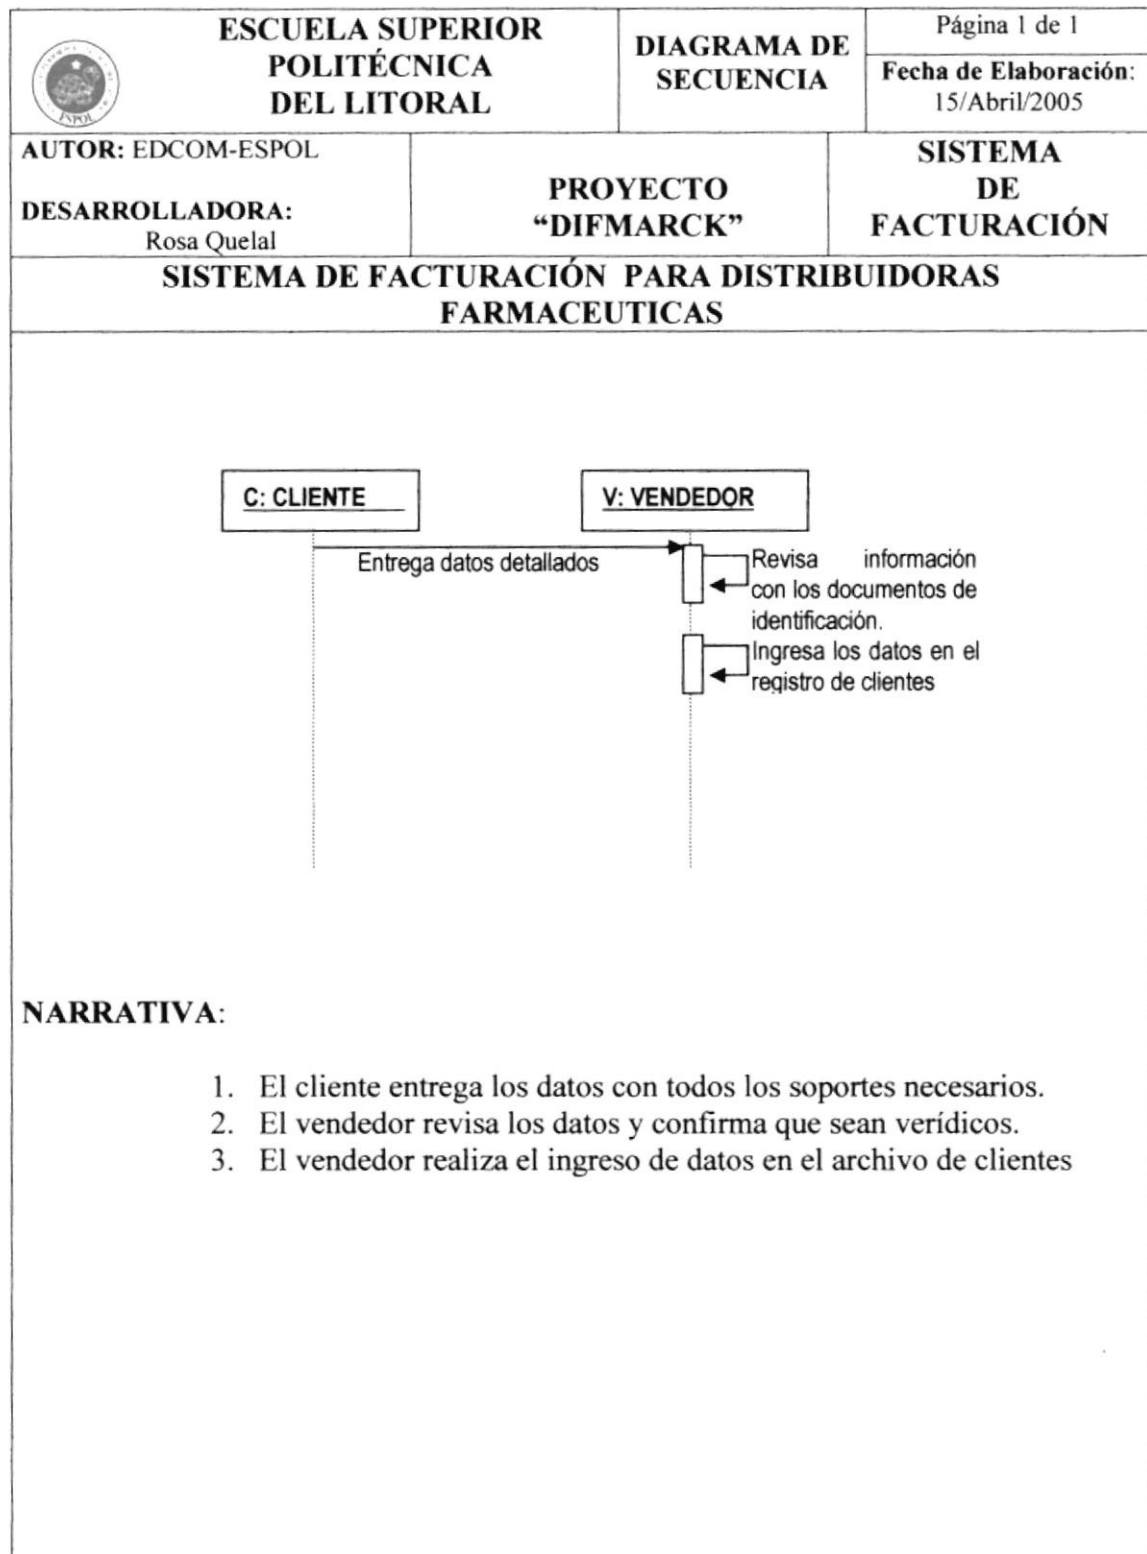 ESCUELA SUPERIOR
POLITÉCNICA
DEL LITORAL
ESPOL
DIAGRAMA DE
SECUENCIA
Página 1 de 1
Fecha de Elaboración:
15/Abril/2005
AUTOR: EDCOM-ESPOL
DESARROLLADORA:
Rosa Quelal
PROYECTO
“DIFMARCK”
SISTEMA
DE
FACTURACIÓN
SISTEMA DE FACTURACIÓN PARA DISTRIBUIDORAS
FARMACEUTICAS
C: CLIENTE
V: VENDEDOR
Entrega datos detallados
Revisa información
con los documentos de
identificación.
Ingresa los datos en el
registro de clientes
NARRATIVA:
1. El cliente entrega los datos con todos los soportes necesarios.
2. El vendedor revisa los datos y confirma que sean verídicos.
3. El vendedor realiza el ingreso de datos en el archivo de clientes